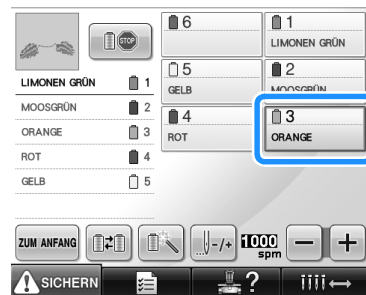 STOP
LIMONEN GRÜN 1
MOOSGRÜN 2
ORANGE 3
ROT 4
GELB 5
6
1
LIMONEN GRÜN
5
GELB
2
MOOSGRÜN
4
ROT
3
ORANGE
ZUM ANFANG
-/+
1000
spm
SICHERN
?